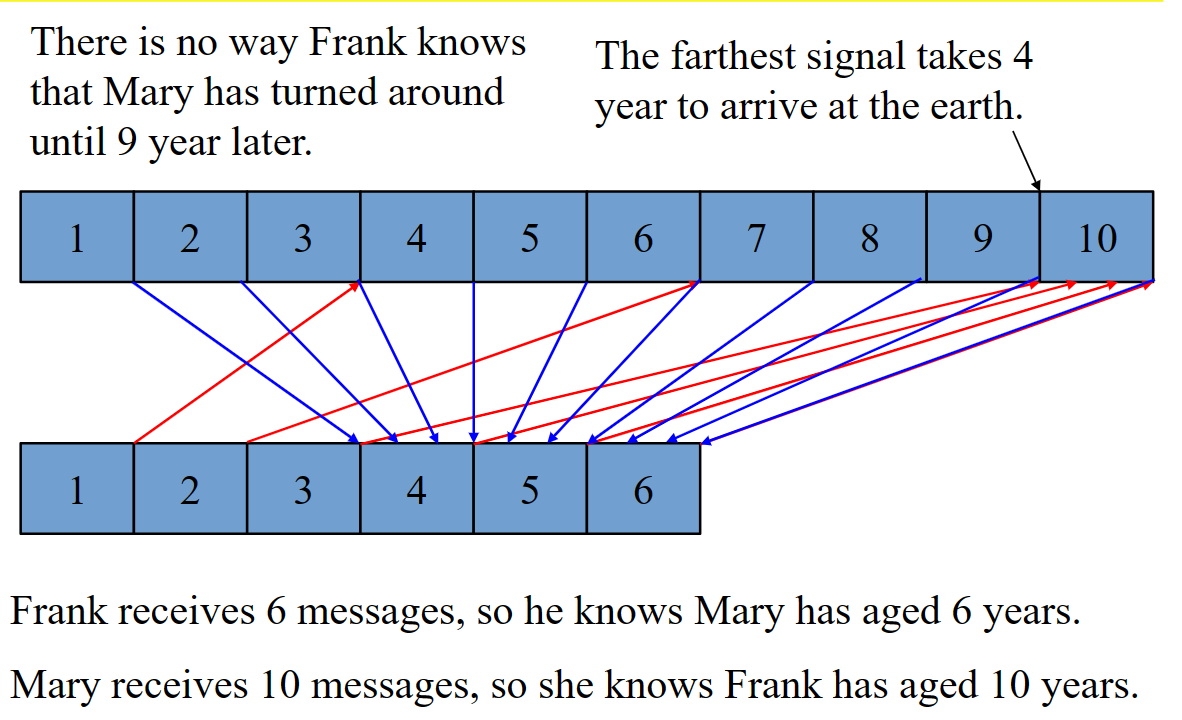 There is no way Frank knows
that Mary has turned around
until 9 year later.
The farthest signal takes 4
year to arrive at the earth.
1 2 3 4 5 6 7 8 9 10
1 2 3 4 5 6
Frank receives 6 messages, so he knows Mary has aged 6 years.
Mary receives 10 messages, so she knows Frank has aged 10 years.